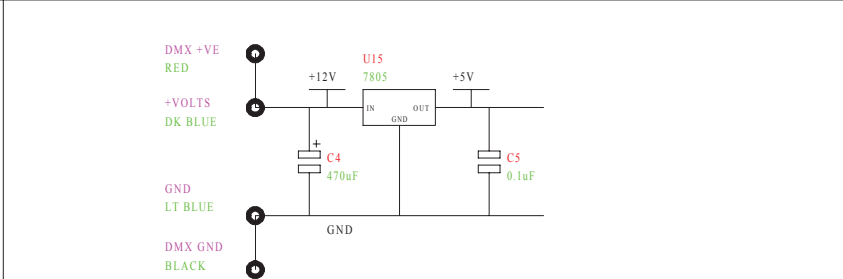 DMX +VE
RED
U15
+12V
7805
+5V
+VOLTS
DK BLUE
IN
OUT
GND
+
C4
470uF
C5
0.1uF
GND
LT BLUE
GND
DMX GND
BLACK